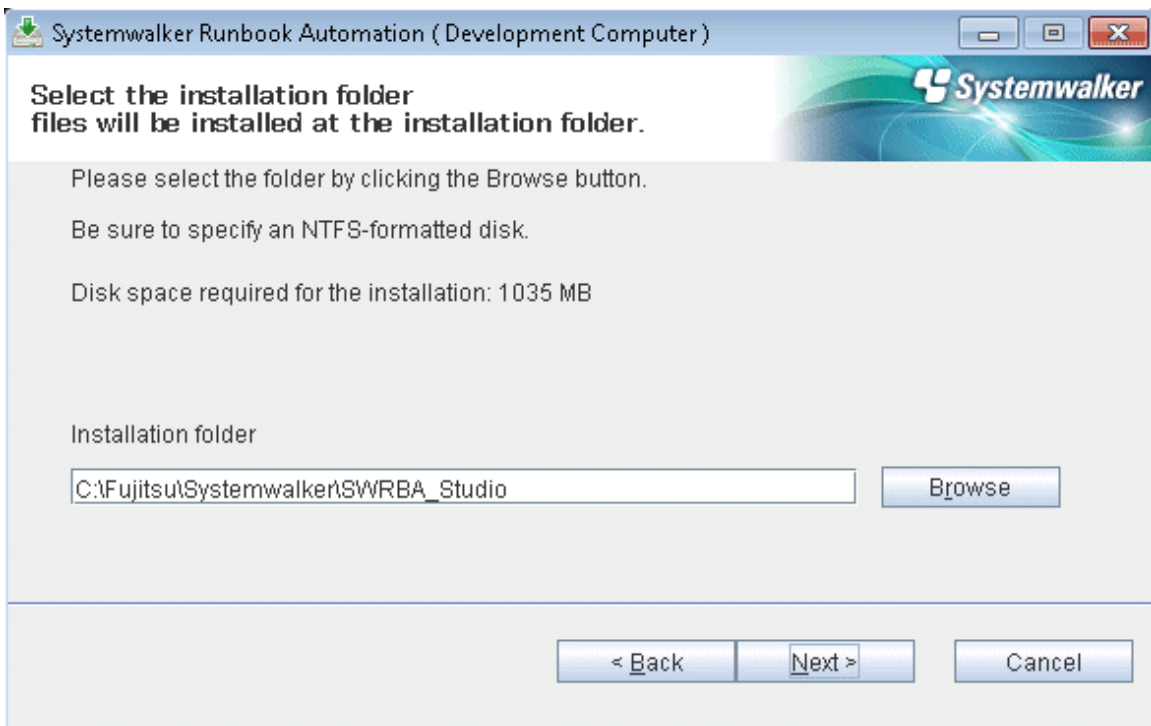 Systemwalker Runbook Automation ( Development Computer )
Select the installation folder
files will be installed at the installation folder.
Systemwalker
Please select the folder by clicking the Browse button.
Be sure to specify an NTFS-formatted disk.
Disk space required for the installation: 1035 MB
Installation folder
C:\Fujitsu\Systemwalker\SWRBA_Studio
Browse
< Back
Next >
Cancel